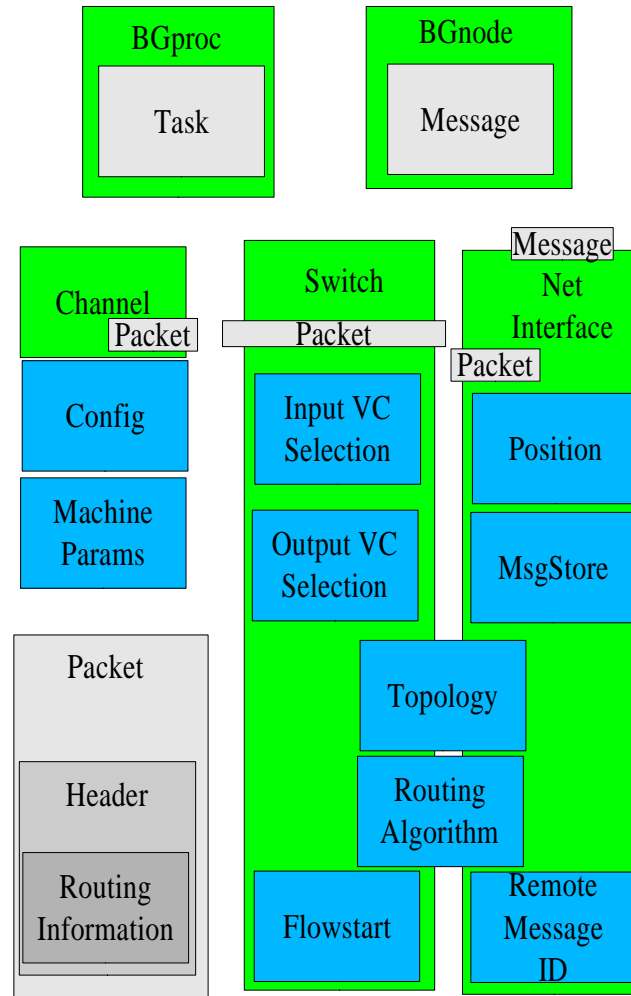 BGproc
Task
BGnode
Message
Channel
Packet
Config
Machine
Params
Packet
Header
Routing
Information
Switch
Packet
Input VC
Selection
Output VC
Selection
Message
Net
Interface
Packet
Position
MsgStore
Topology
Routing
Algorithm
Flowstart
Remote
Message
ID